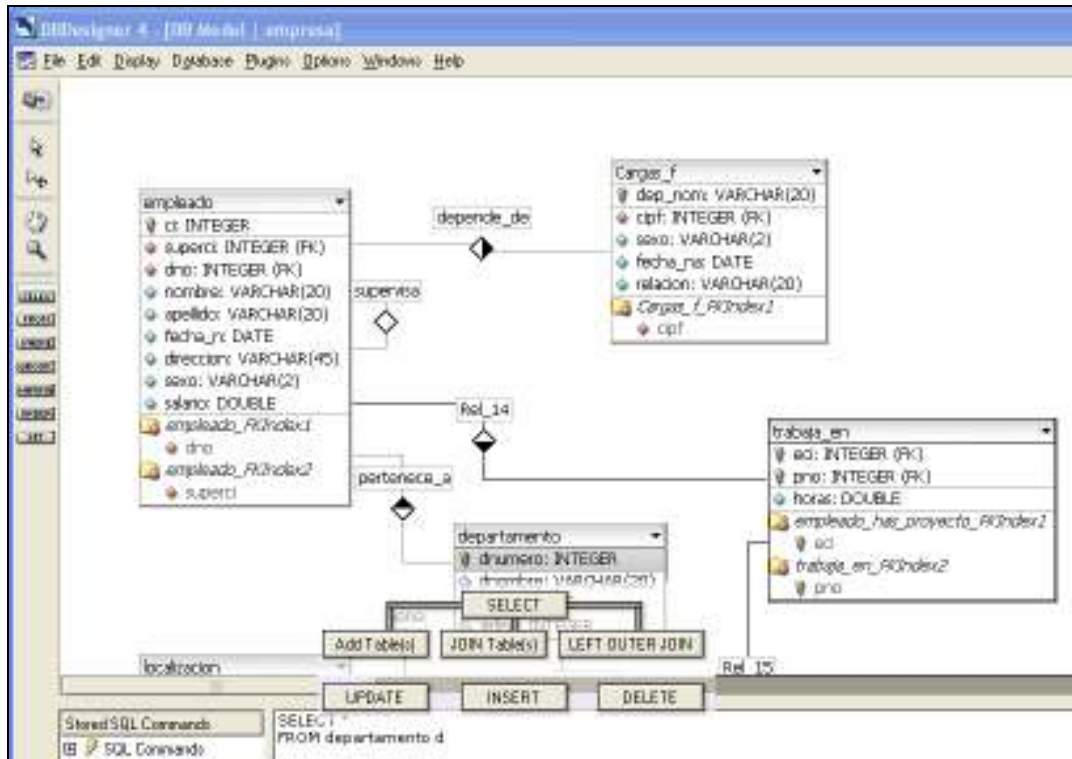 DBDesigner 4 - [DB Model | empresa]
File Edit Display Database Plugins Options Windows Help
empleado
ci: INTEGER
superci: INTEGER (FK)
dno: INTEGER (FK)
nombre: VARCHAR(20)
apellido: VARCHAR(20)
fecha_n: DATE
direccion: VARCHAR(45)
sexo: VARCHAR(2)
salario: DOUBLE
empleado_FKIndex1
dno
empleado_FKIndex2
superci
depende_de
supervisa
Cargas_f
dep_nom: VARCHAR(20)
cipf: INTEGER (FK)
sexo: VARCHAR(2)
fecha_na: DATE
relacion: VARCHAR(20)
Cargas_f_FKIndex1
cipf
Rel_14
pertenece_a
trabaja_en
eci: INTEGER (FK)
pno: INTEGER (FK)
horas: DOUBLE
empleado_has_proyecto_FKIndex1
eci
trabaja_en_FKIndex2
pno
departamento
dnumero: INTEGER
dnombre: VARCHAR(20)
SELECT
Add Table(s) JOIN Table(s) LEFT OUTER JOIN
localizacion
Rel_15
UPDATE INSERT DELETE
Stored SQL Commands
SQL Commands
SELECT *
FROM departamento d